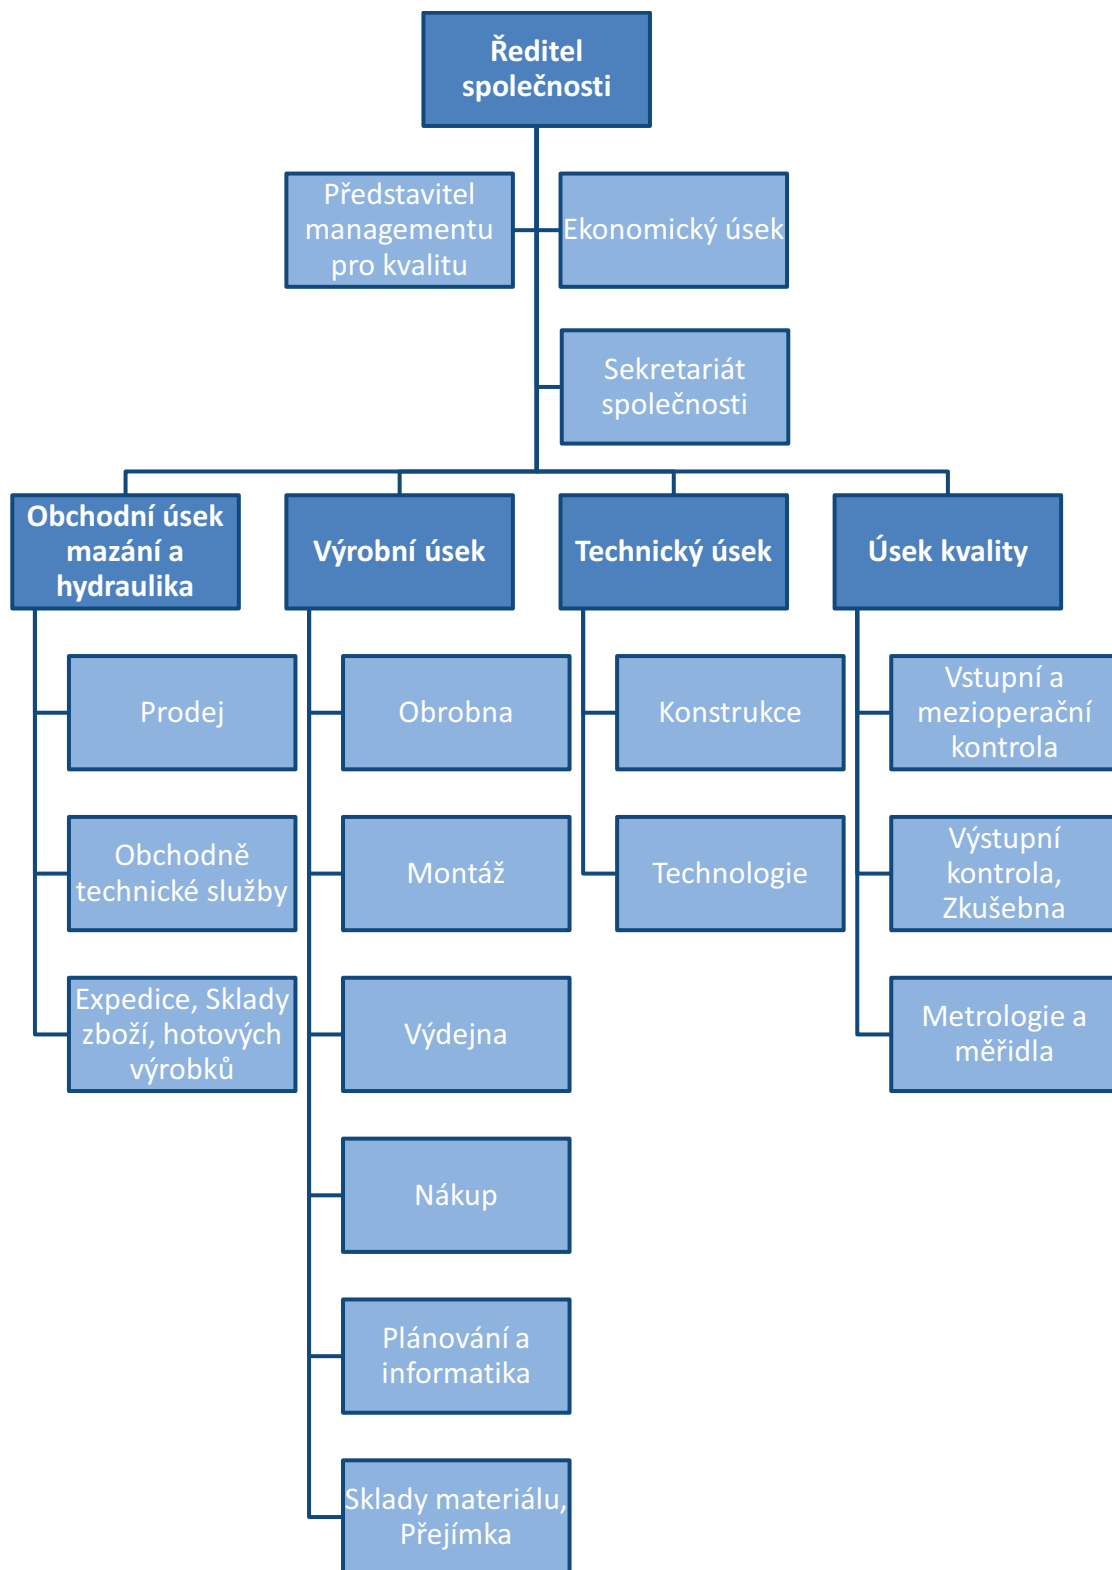 Ředitel
společnosti
Představitel
managementu
pro kvalitu
Ekonomický úsek
Sekretariát
společnosti
Obchodní úsek
mazání a
hydraulika
Výrobní úsek
Technický úsek
Úsek kvality
Prodej
Obchodně
technické služby
Expedice, Sklady
zboží, hotových
výrobků
Obrobna
Montáž
Výdejna
Nákup
Plánování a
informatika
Sklady materiálu,
Přejímka
Konstrukce
Technologie
Vstupní a
mezioperační
kontrola
Výstupní
kontrola,
Zkušebna
Metrologie a
měřidla